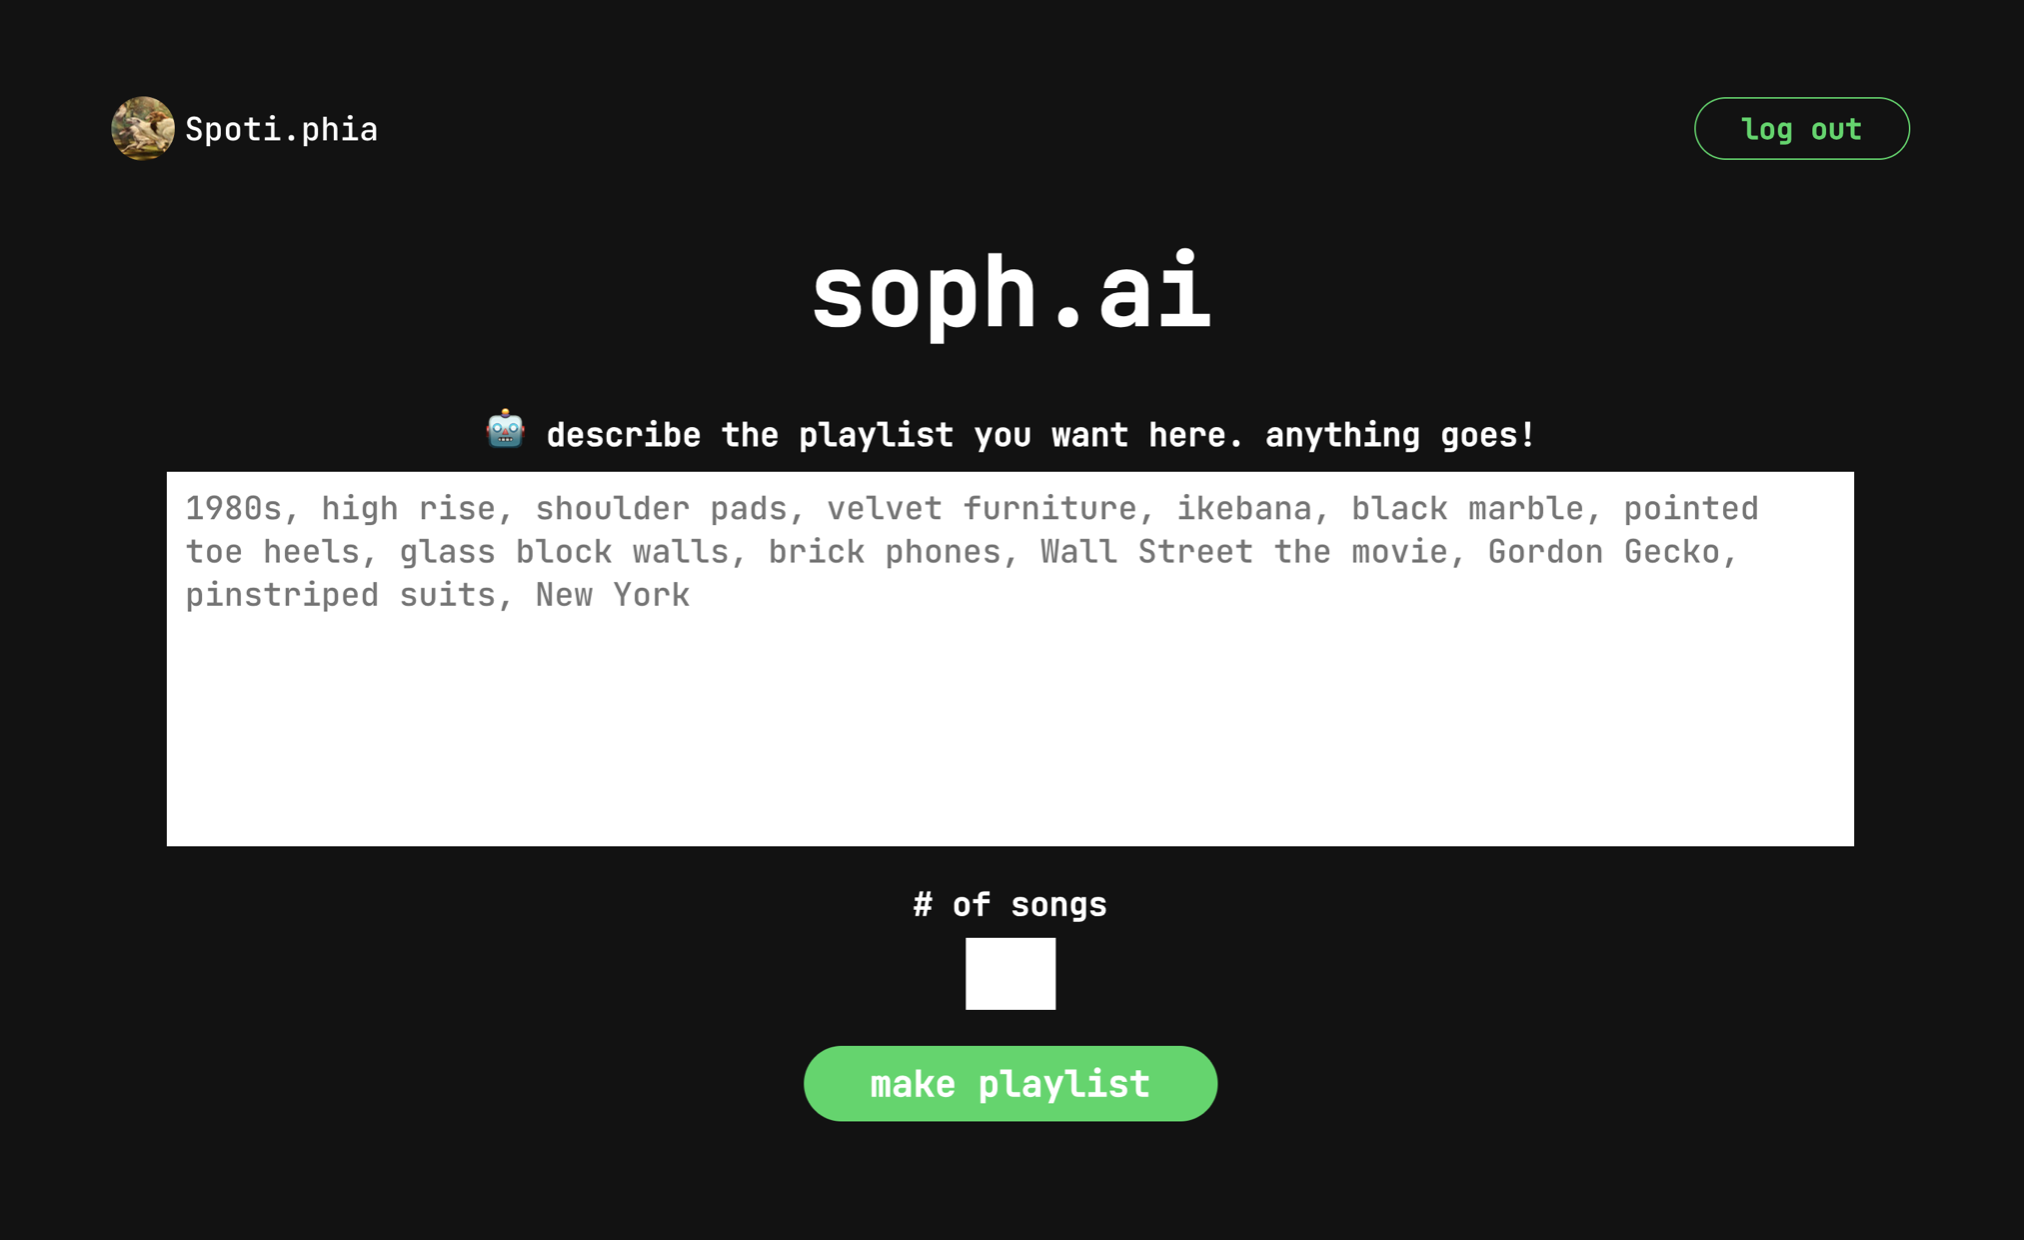 Spoti.phia
log out
soph.ai
🤖 describe the playlist you want here. anything goes!
1980s, high rise, shoulder pads, velvet furniture, ikebana, black marble, pointed
toe heels, glass block walls, brick phones, Wall Street the movie, Gordon Gecko,
pinstriped suits, New York
# of songs
make playlist